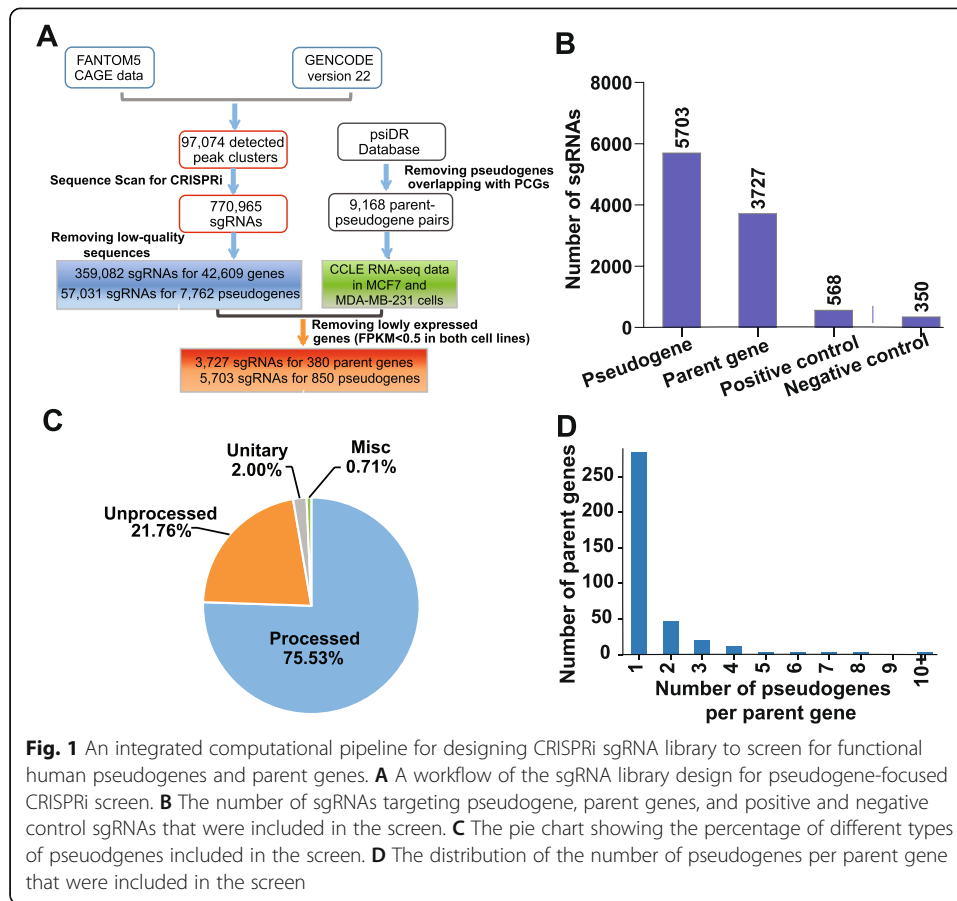 A
FANTOM5
CAGE data
GENCODE
version 22
97,074 detected
peak clusters
psiDR
Database
Sequence Scan for CRISPRi
Removing pseudogenes
overlapping with PCGs
770,965
sgRNAs
9,168 parent-
pseudogene pairs
Removing low-quality
sequences
359,082 sgRNAs for 42,609 genes
57,031 sgRNAs for 7,762 pseudogenes
CCLE RNA-seq data
in MCF7 and
MDA-MB-231 cells
Removing lowly expressed
genes (FPKM<0.5 in both cell lines)
3,727 sgRNAs for 380 parent genes
5,703 sgRNAs for 850 pseudogenes
B
Number of sgRNAs
8000
6000
4000
2000
0
5703
3727
568
350
Pseudogene
Parent gene
Positive control
Negative control
C
Unitary
2.00%
Misc
0.71%
Unprocessed
21.76%
Processed
75.53%
D
Number of parent genes
250
200
150
100
50
0
1
2
3
4
5
6
7
8
9
10+
Number of pseudogenes
per parent gene
Fig. 1 An integrated computational pipeline for designing CRISPRi sgRNA library to screen for functional
human pseudogenes and parent genes. A A workflow of the sgRNA library design for pseudogene-focused
CRISPRi screen. B The number of sgRNAs targeting pseudogene, parent genes, and positive and negative
control sgRNAs that were included in the screen. C The pie chart showing the percentage of different types
of pseuodgenes included in the screen. D The distribution of the number of pseudogenes per parent gene
that were included in the screen